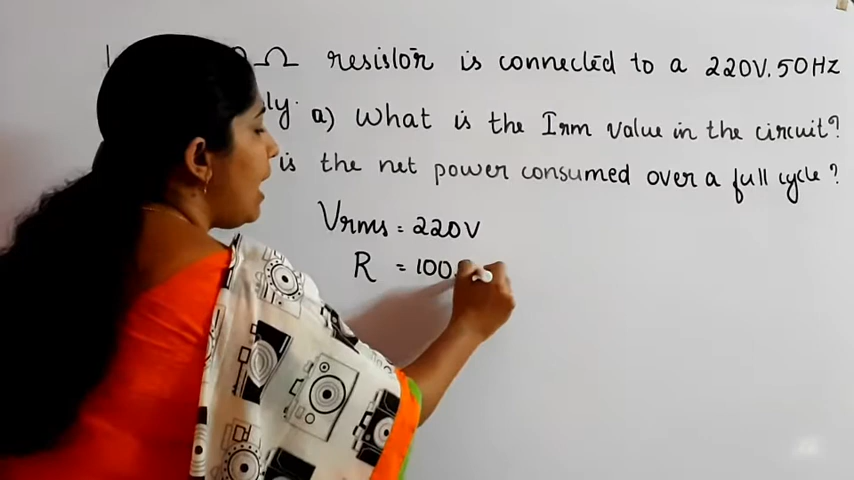 Ω resistor is connected to a 220V. 50HZ
ly. a) What is the Irm value in the circuit?
is the net power consumed over a full cycle?
Vrms = 220V
R = 100